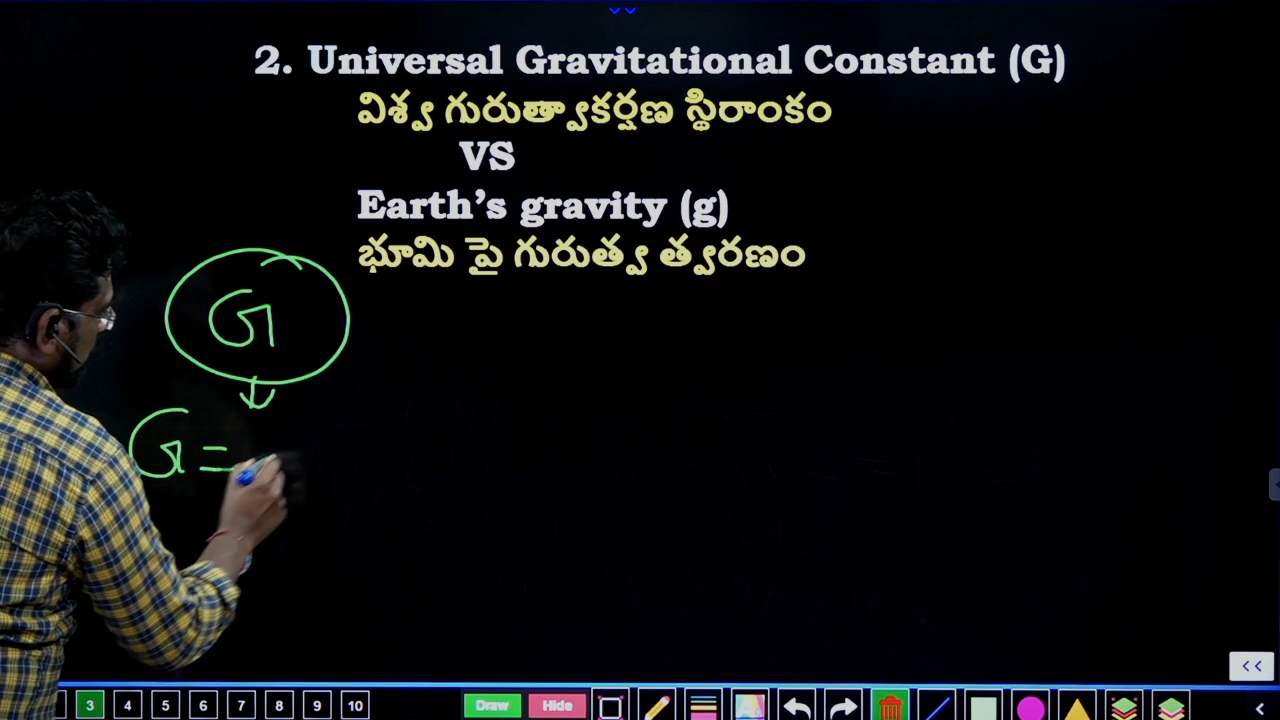 2. Universal Gravitational Constant (G)
విశ్వ గురుత్వాకర్షణ స్థిరాంకం
VS
Earth's gravity (g)
భూమి పై గురుత్వ త్వరణం
G
G =
3 4 5 6 7 8 9 10 Draw Hide